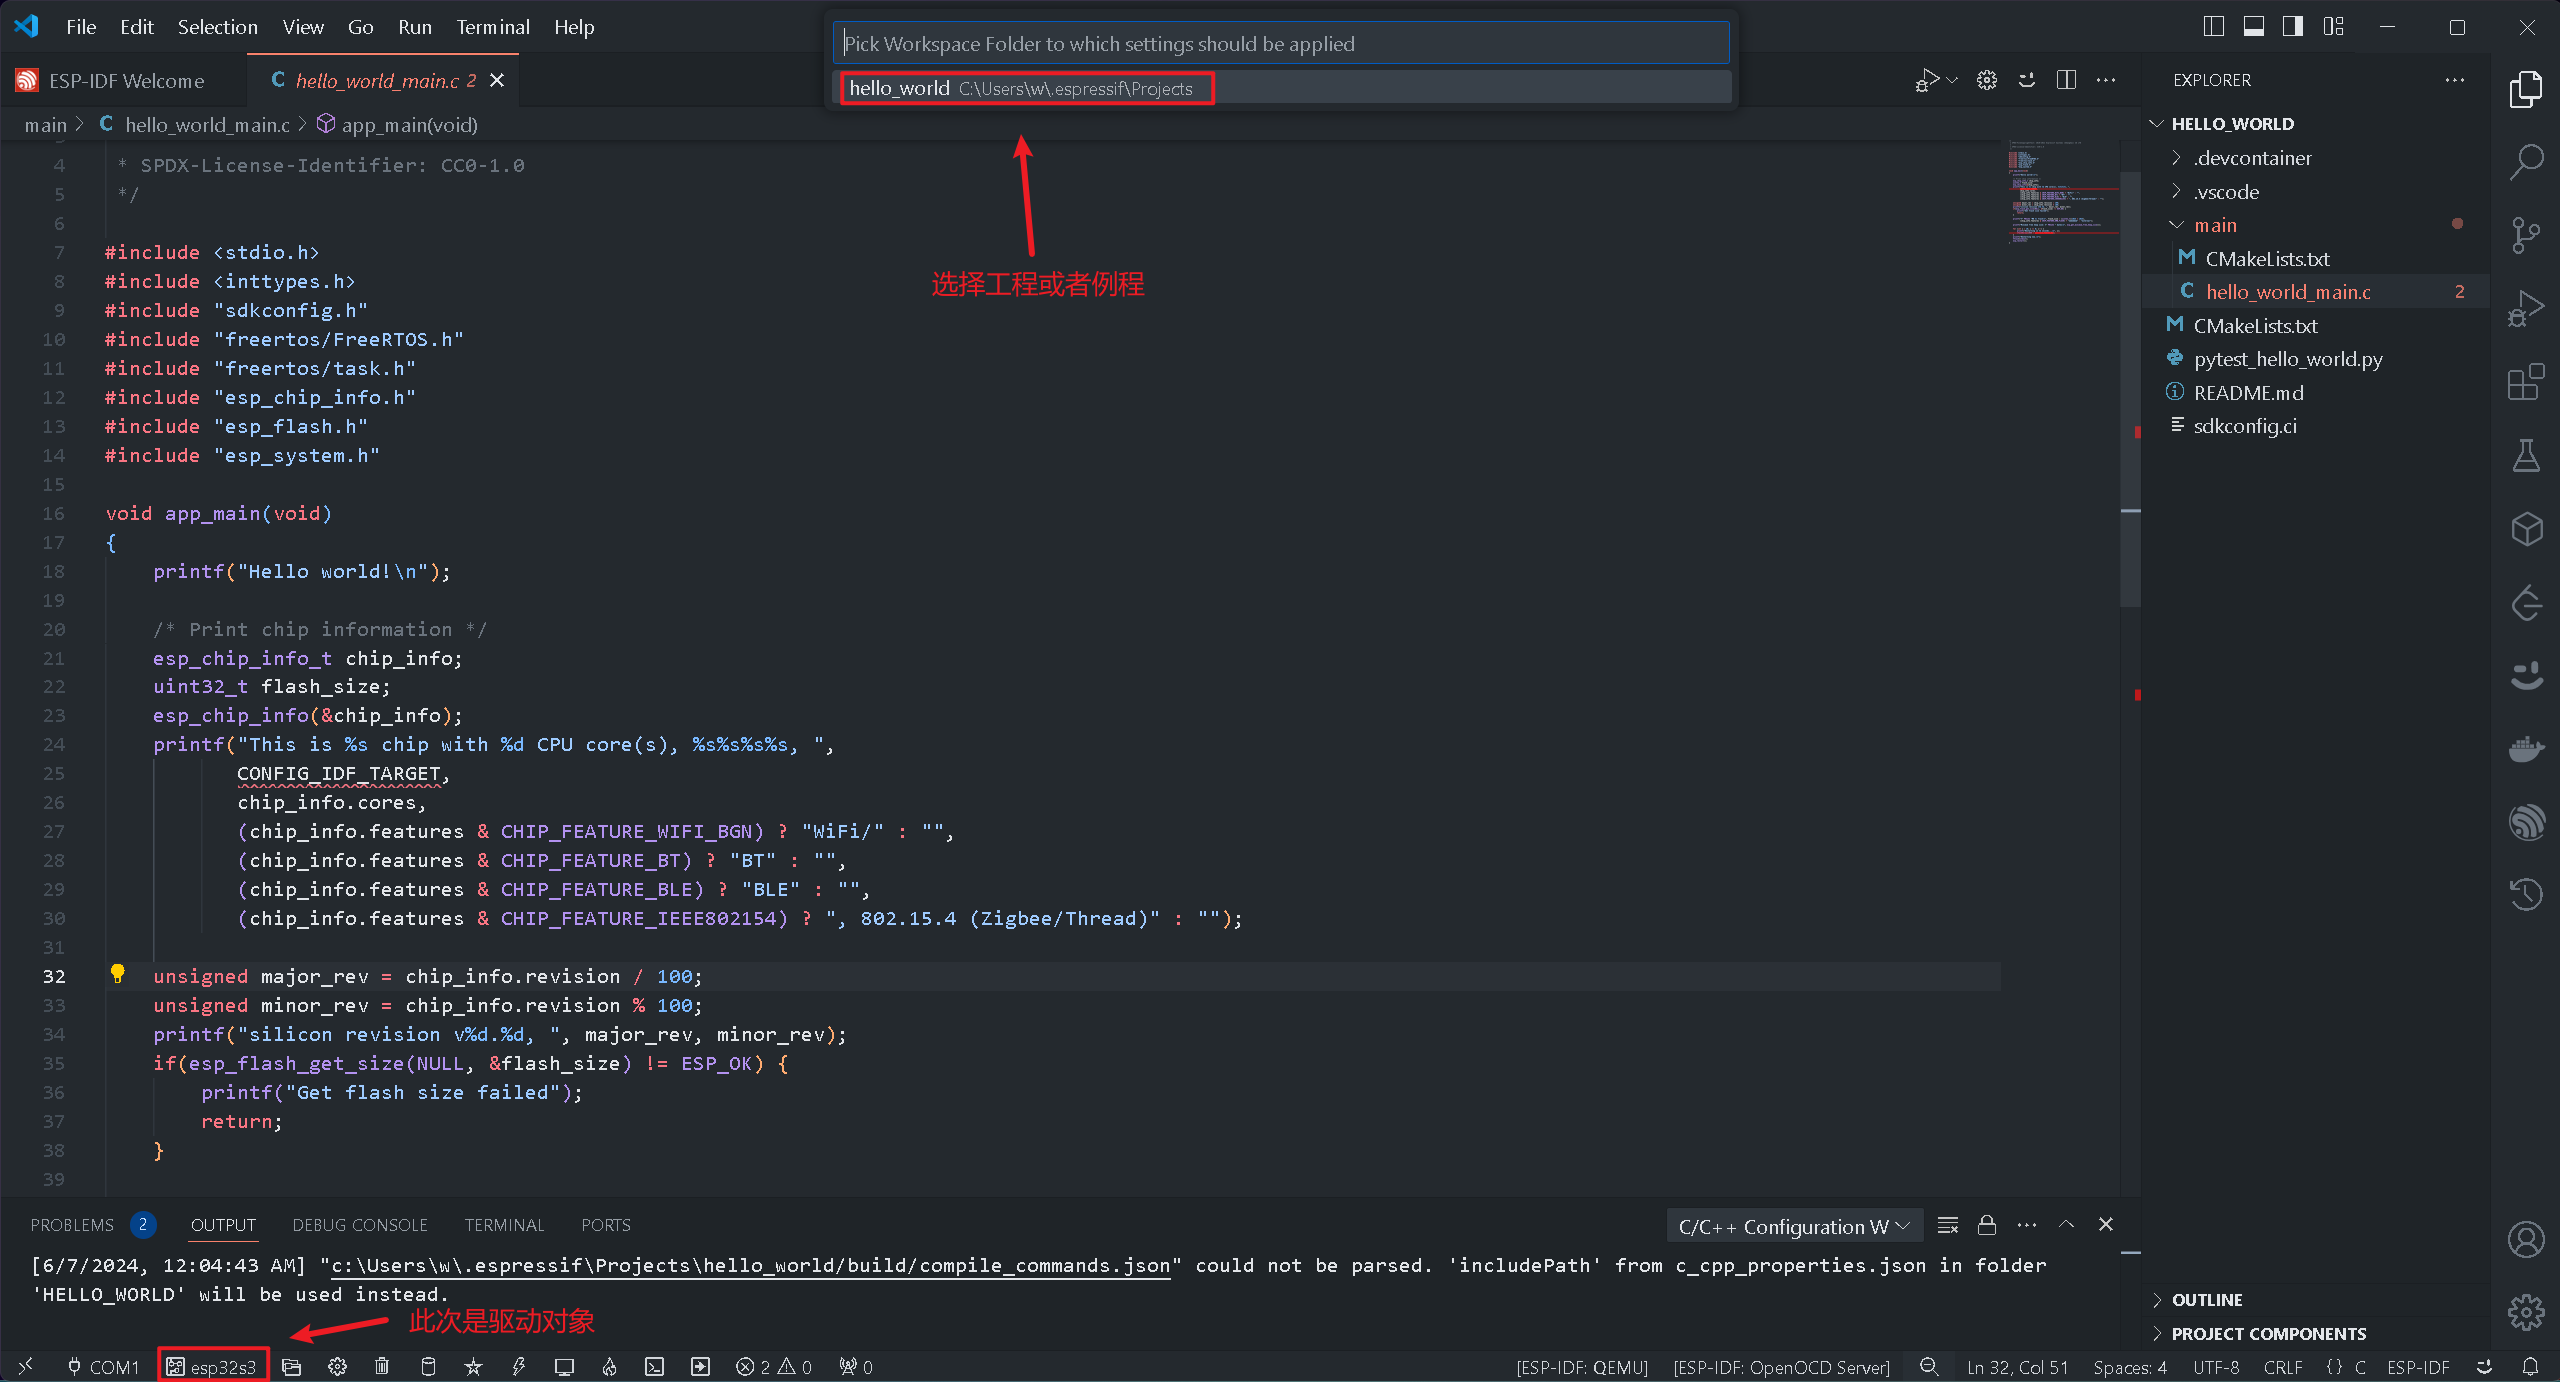 File Edit Selection View Go Run Terminal Help
Pick Workspace Folder to which settings should be applied
hello_world C:\Users\w\.espressif\Projects
ESP-IDF Welcome
C hello_world_main.c 2
main > C hello_world_main.c > app_main(void)
选择工程或者例程
4 * SPDX-License-Identifier: CC0-1.0
5 */
6
7 #include <stdio.h>
8 #include <inttypes.h>
9 #include "sdkconfig.h"
10 #include "freertos/FreeRTOS.h"
11 #include "freertos/task.h"
12 #include "esp_chip_info.h"
13 #include "esp_flash.h"
14 #include "esp_system.h"
15
16 void app_main(void)
17 {
18 printf("Hello world!\n");
19
20 /* Print chip information */
21 esp_chip_info_t chip_info;
22 uint32_t flash_size;
23 esp_chip_info(&chip_info);
24 printf("This is %s chip with %d CPU core(s), %s%s%s%s, ",
25 CONFIG_IDF_TARGET,
26 chip_info.cores,
27 (chip_info.features & CHIP_FEATURE_WIFI_BGN) ? "WiFi/" : "",
28 (chip_info.features & CHIP_FEATURE_BT) ? "BT" : "",
29 (chip_info.features & CHIP_FEATURE_BLE) ? "BLE" : "",
30 (chip_info.features & CHIP_FEATURE_IEEE802154) ? ", 802.15.4 (Zigbee/Thread)" : "");
31
32 unsigned major_rev = chip_info.revision / 100;
33 unsigned minor_rev = chip_info.revision % 100;
34 printf("silicon revision v%d.%d, ", major_rev, minor_rev);
35 if(esp_flash_get_size(NULL, &flash_size) != ESP_OK) {
36 printf("Get flash size failed");
37 return;
38 }
39
EXPLORER
HELLO_WORLD
.devcontainer
.vscode
main
M CMakeLists.txt
C hello_world_main.c 2
M CMakeLists.txt
pytest_hello_world.py
README.md
sdkconfig.ci
OUTLINE
PROJECT COMPONENTS
PROBLEMS 2 OUTPUT DEBUG CONSOLE TERMINAL PORTS
C/C++ Configuration W
[6/7/2024, 12:04:43 AM] "c:\Users\w\.espressif\Projects\hello_world/build/compile_commands.json" could not be parsed. 'includePath' from c_cpp_properties.json in folder
'HELLO_WORLD' will be used instead.
此次是驱动对象
COM1 esp32s3 2 0 0 [ESP-IDF: QEMU] [ESP-IDF: OpenOCD Server] Ln 32, Col 51 Spaces: 4 UTF-8 CRLF {} C ESP-IDF